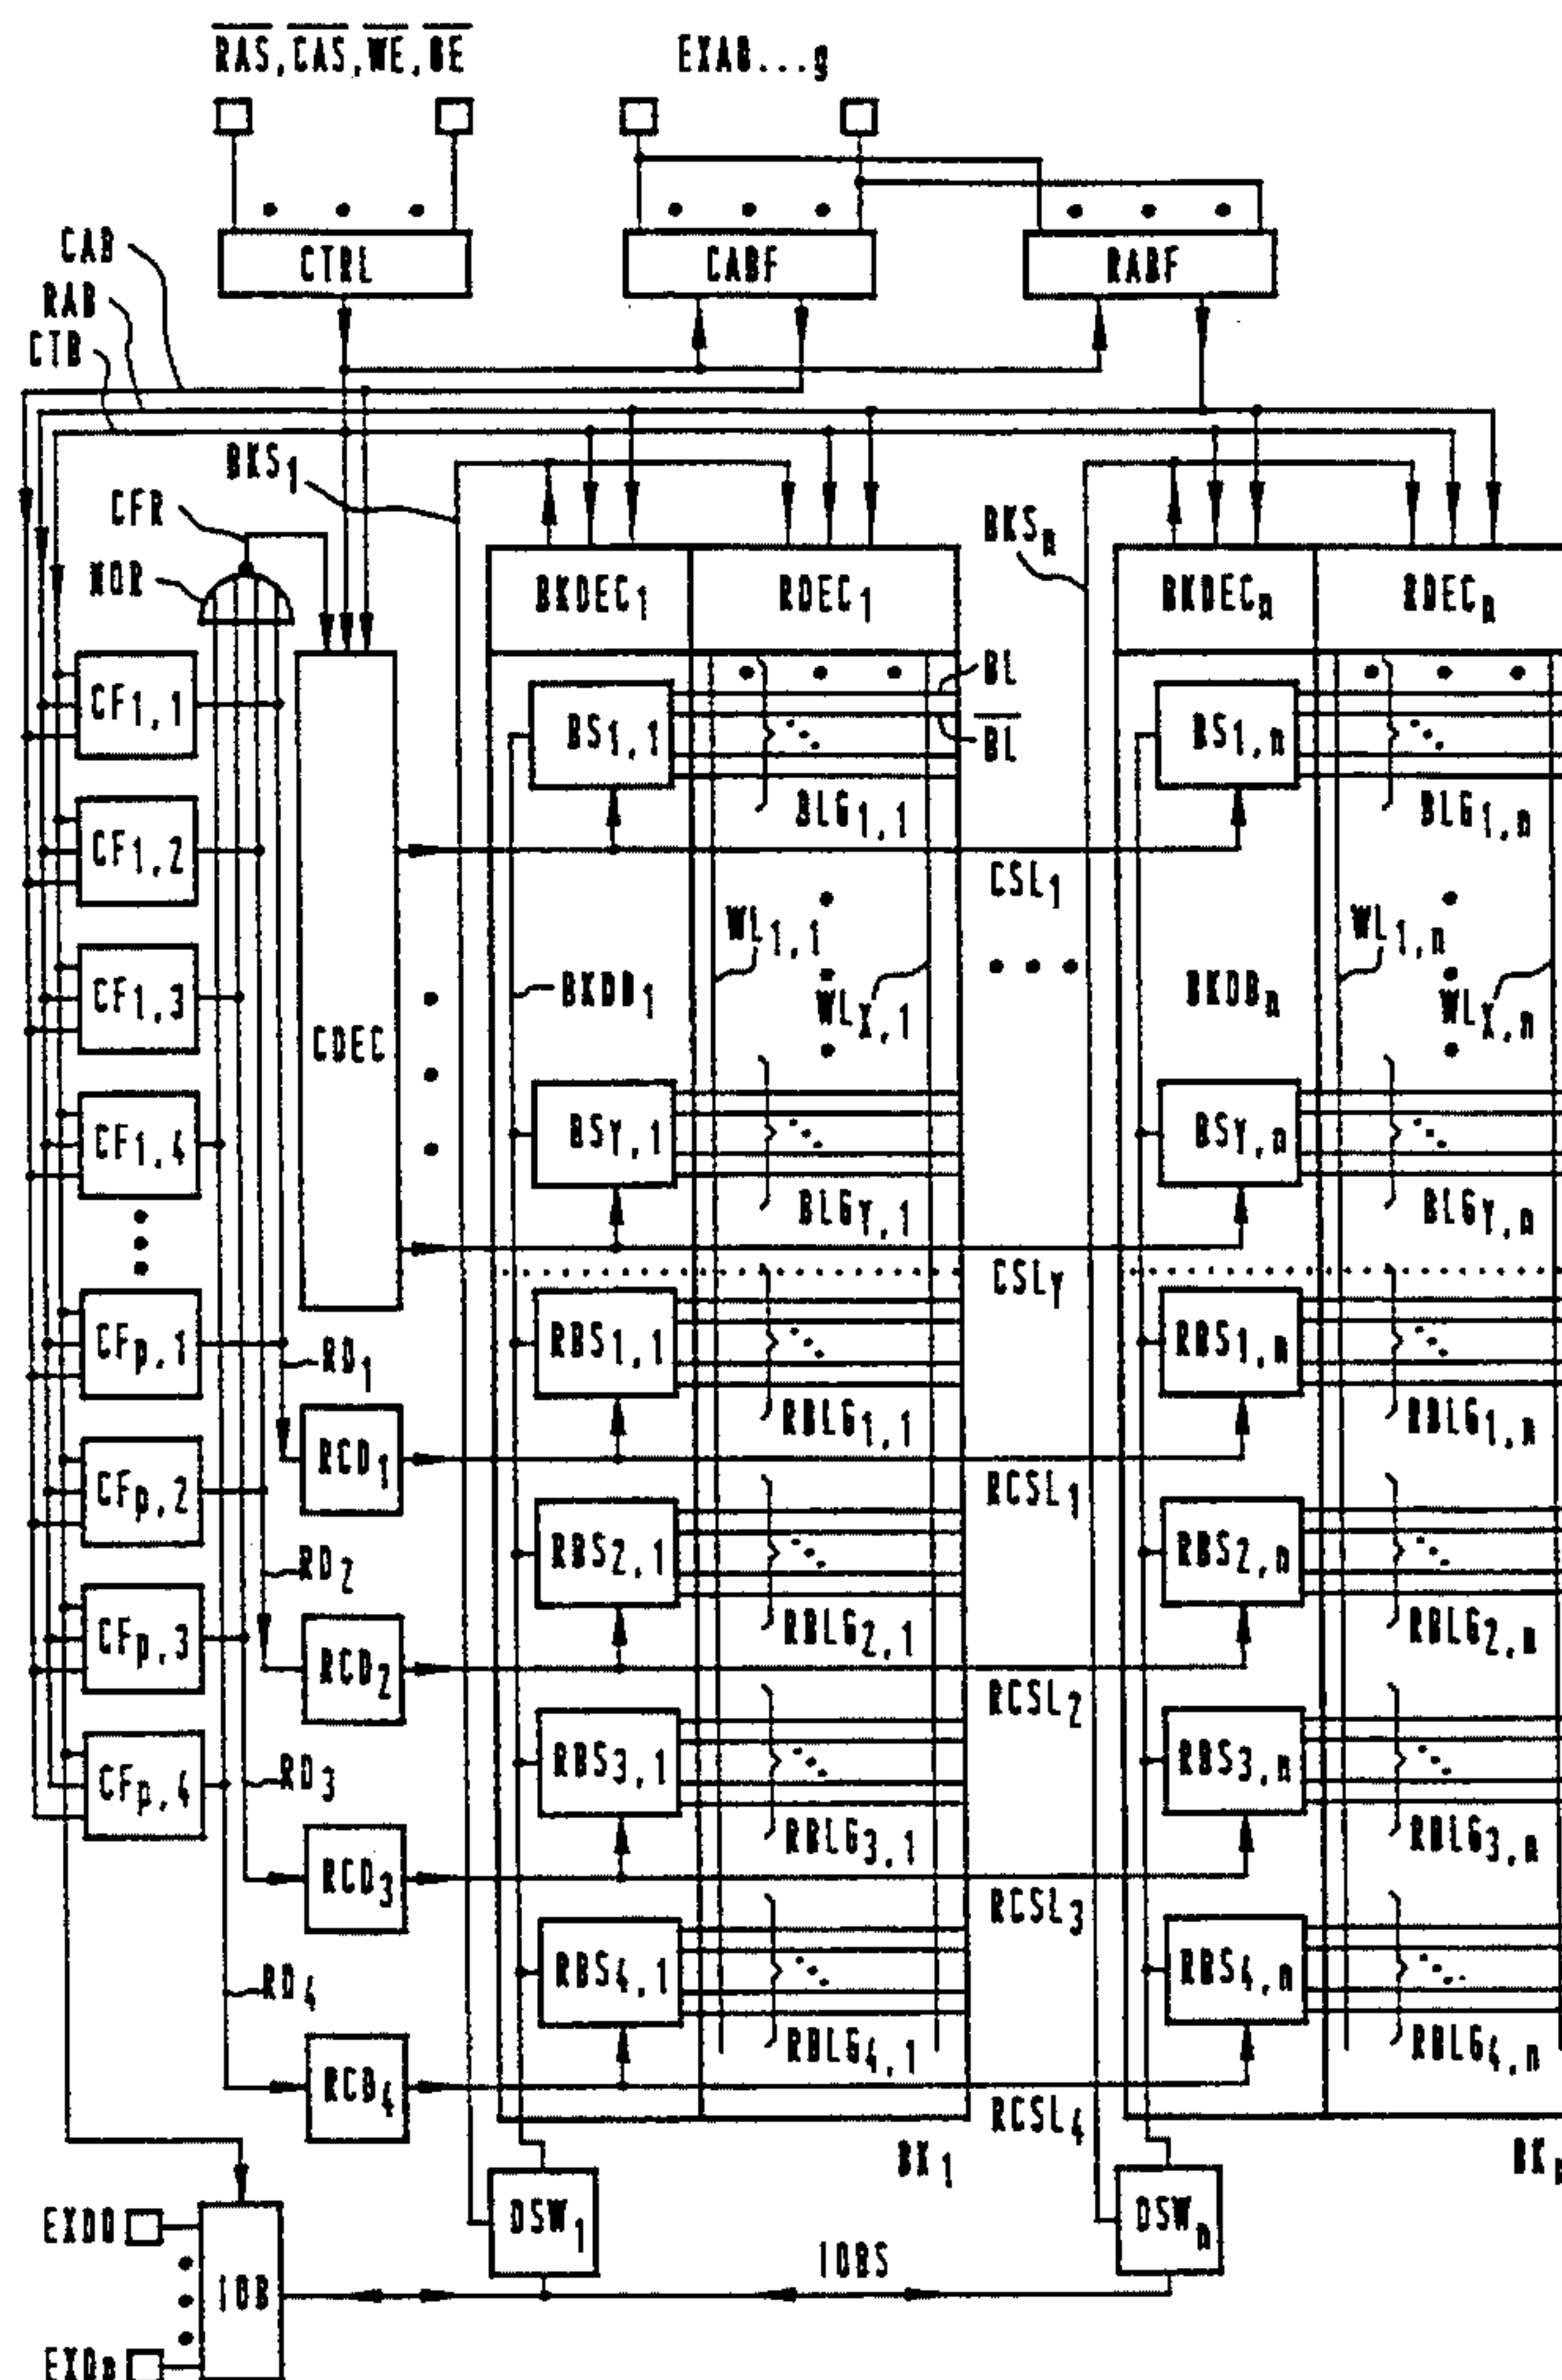 RAS, CAS, WE, OE
EXA0...g
CTRL
CABF
RABF
CAB
RAB
CTB
BKS1
CFR
NOR
BKSn
BKDEC1
RDEC1
BKDECn
RDECn
CF1,1
BS1,1
BL
BL
BS1,n
BLG1,1
BLG1,n
CF1,2
CSL1
WL1,1
WL1,n
CF1,3
BKDB1
WLX,1
BKDBn
WLX,n
CDEC
CF1,4
BSY,1
BSY,n
BLGY,1
BLGY,n
CSLY
CFp,1
RD1
RBS1,1
RBS1,n
RBLG1,1
RBLG1,n
RCD1
RCSL1
CFp,2
RD2
RBS2,1
RBS2,n
RBLG2,1
RBLG2,n
CFp,3
RCD2
RCSL2
CFp,4
RD3
RBS3,1
RBS3,n
RBLG3,1
RBLG3,n
RCD3
RCSL3
RD4
RBS4,1
RBS4,n
RBLG4,1
RBLG4,n
RCD4
RCSL4
BK1
BKn
EXD0
DSW1
DSWn
IOB
IOBS